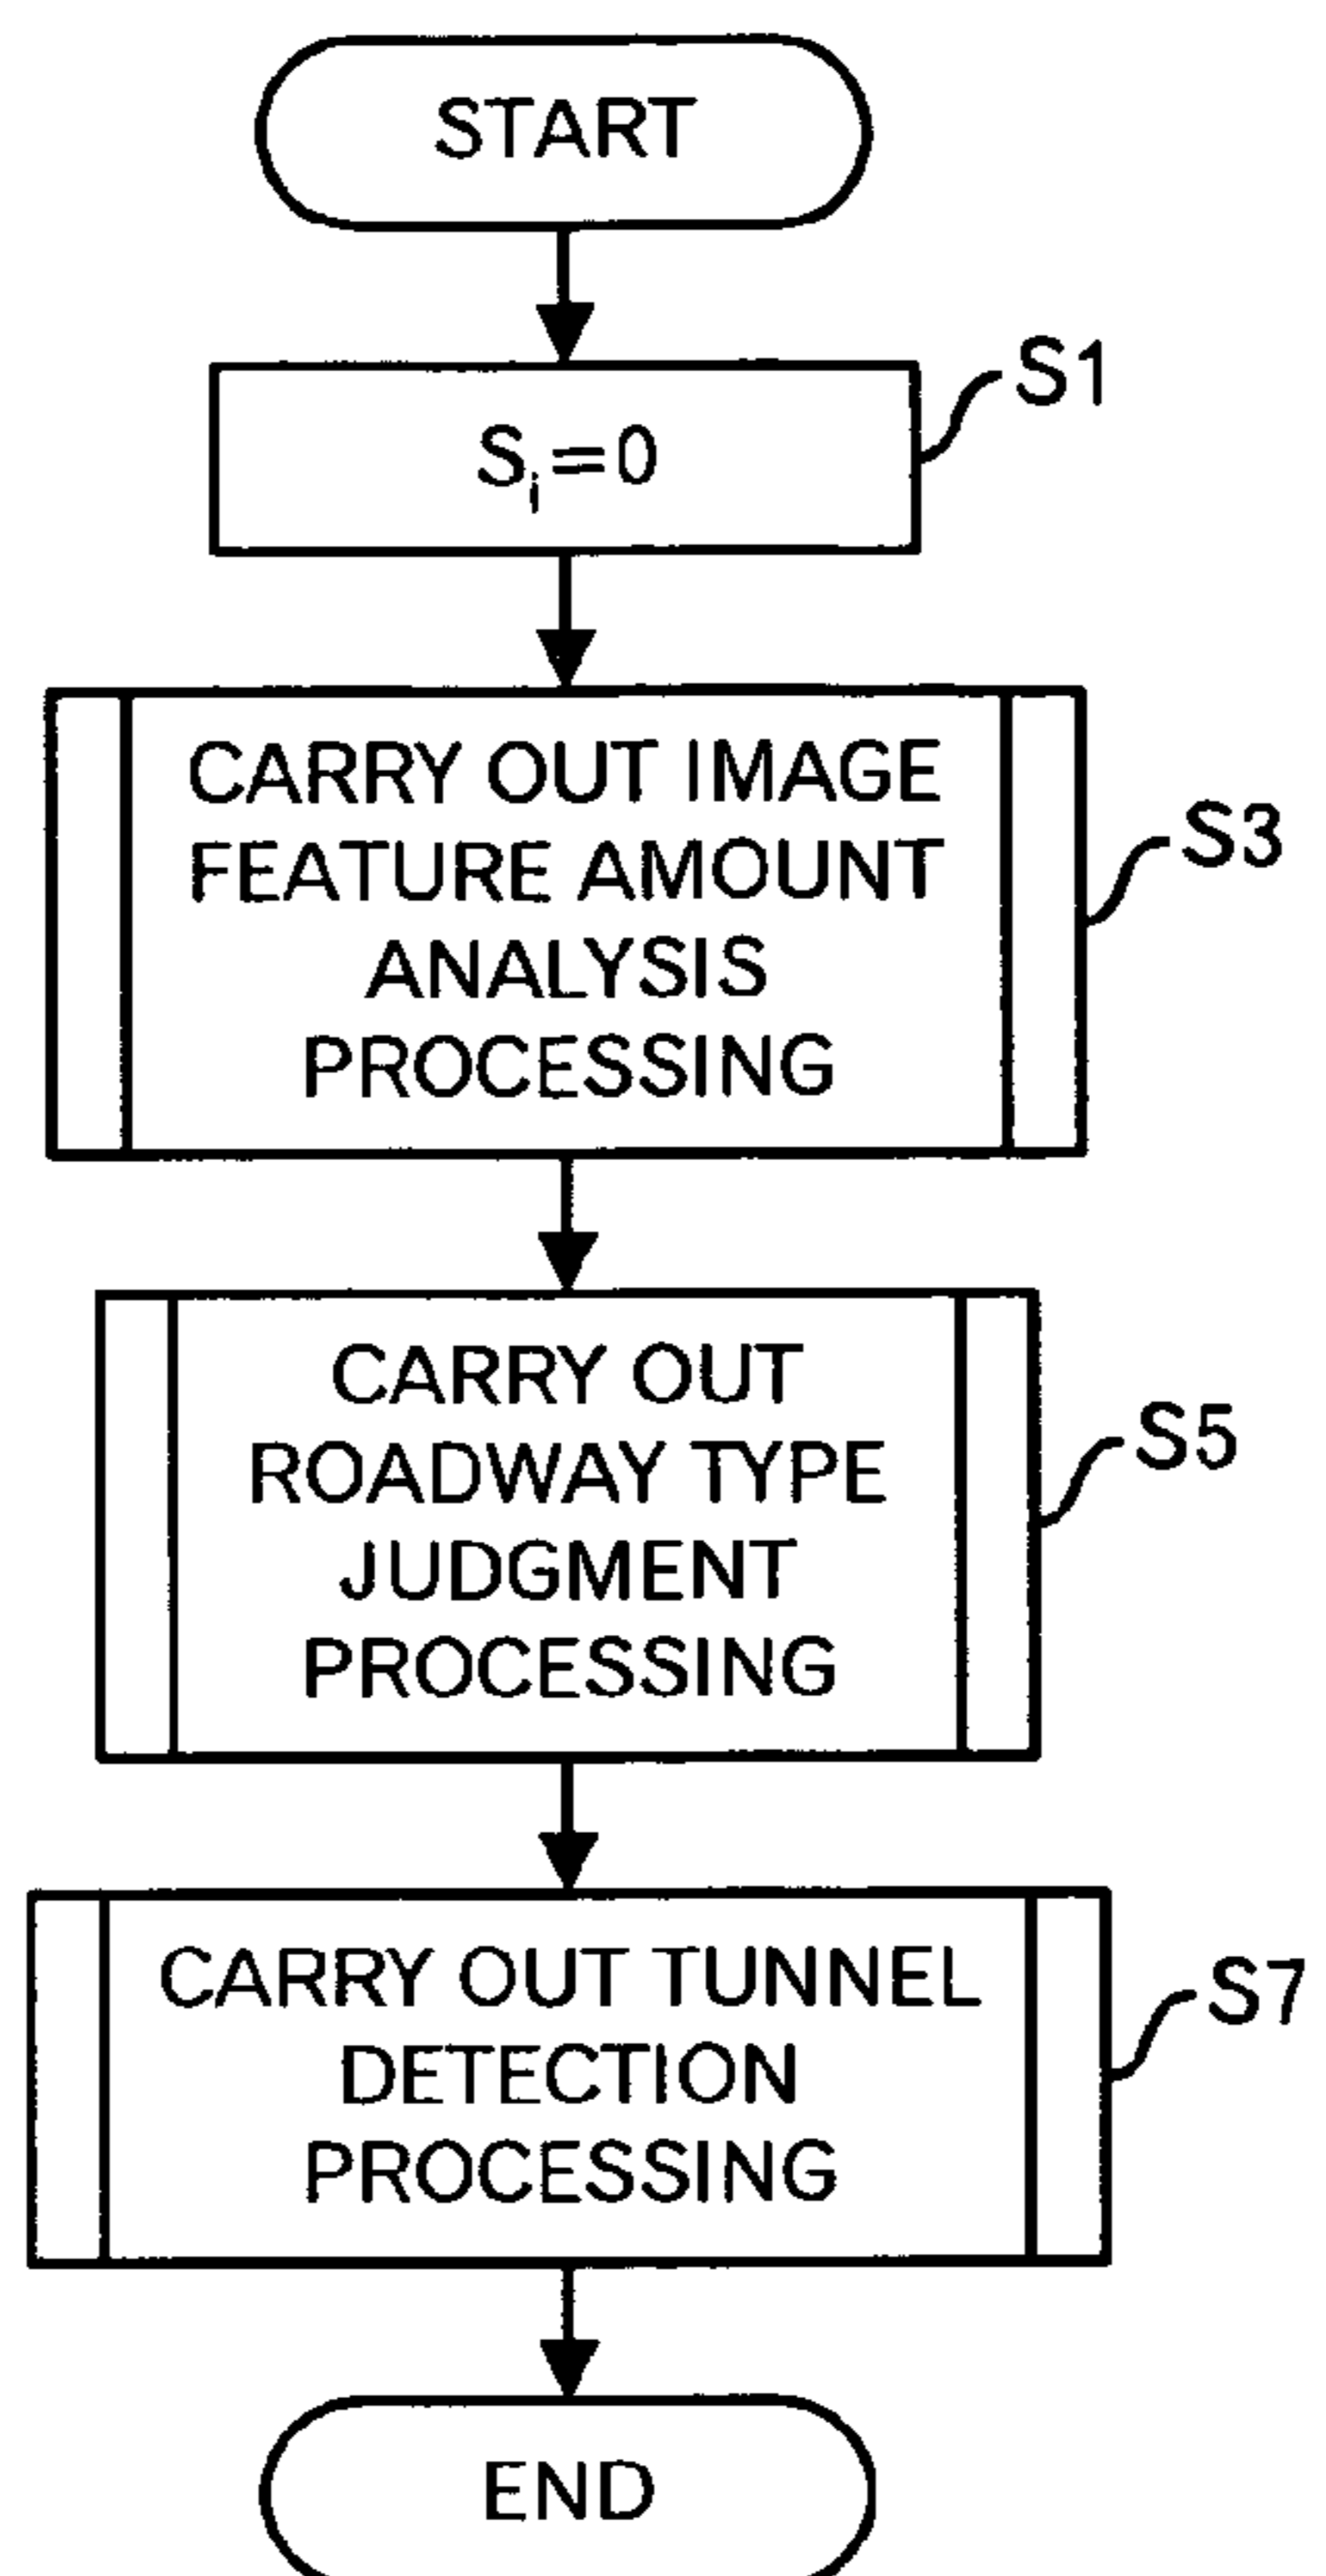 START
S1
Si=0
CARRY OUT IMAGE
FEATURE AMOUNT
ANALYSIS
PROCESSING
S3
CARRY OUT
ROADWAY TYPE
JUDGMENT
PROCESSING
S5
CARRY OUT TUNNEL
DETECTION
PROCESSING
S7
END